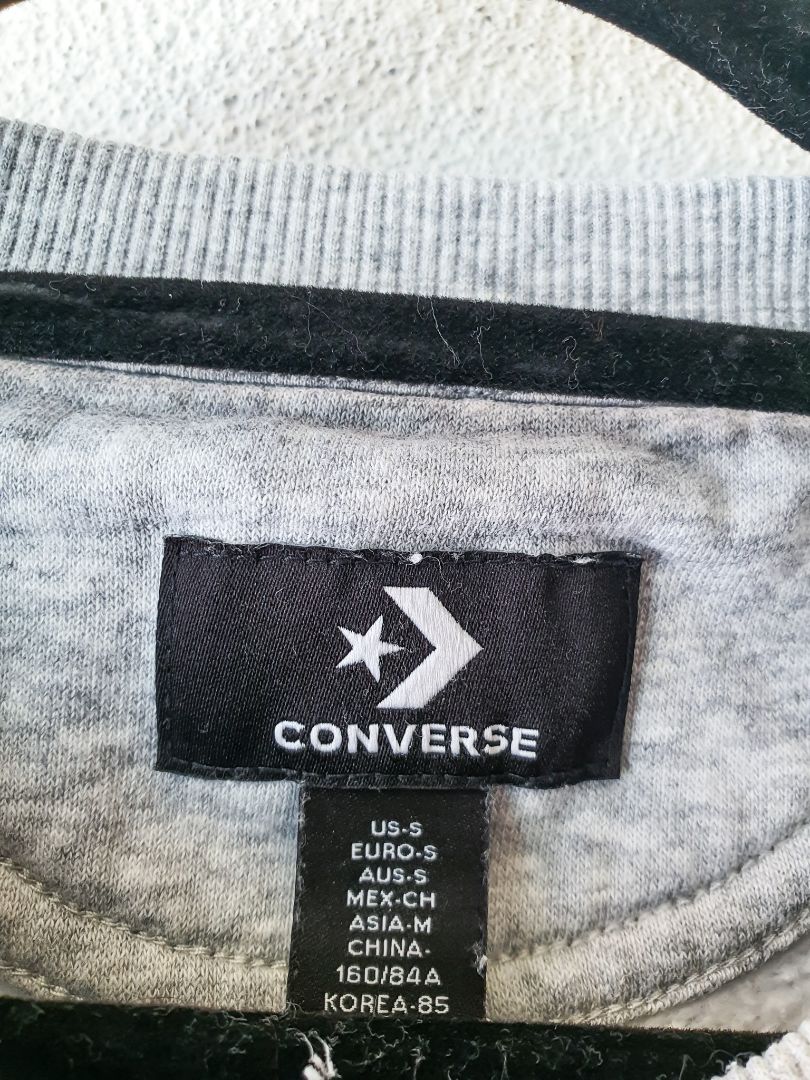 CONVERSE
US-S
EURO-S
AUS-S
MEX-CH
ASIA-M
CHINA-
160/84A
KOREA-85